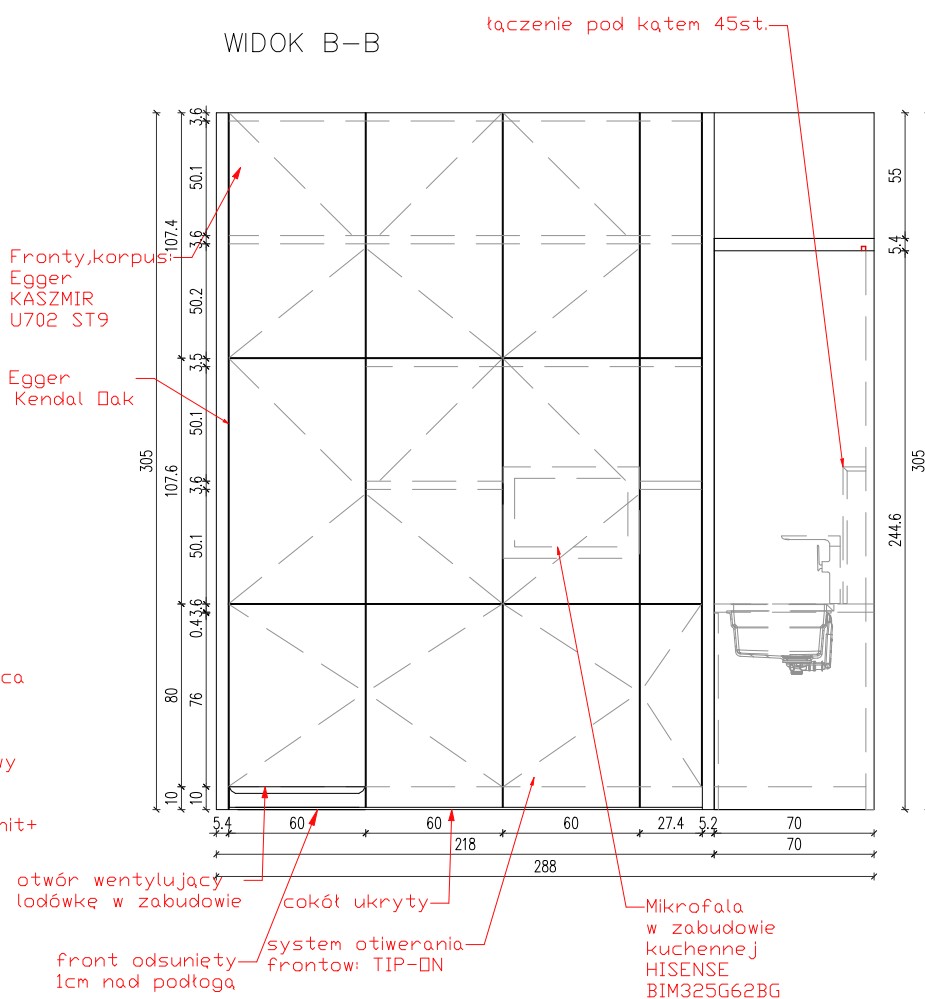 łączenie pod kątem 45st.
WIDOK B-B
3.6
50.1
3.6
107.4
50.2
3.5
50.1
107.6
3.6
50.1
3.6
0.4
80
76
10
10
305
55
5.4
305
244.6
Fronty,korpusi
Egger
KASZMIR
U702 ST9
Egger
Kendal Oak
ca
wy
nit+
5.4
60
60
60
27.4
5.2
70
218
70
288
otwór wentylujący
lodówkę w zabudowie
cokół ukryty
front odsunięty
1cm nad podłogą
system otiwerania
frontow: TIP-ON
Mikrofala
w zabudowie
kuchennej
HISENSE
BIM325G62BG